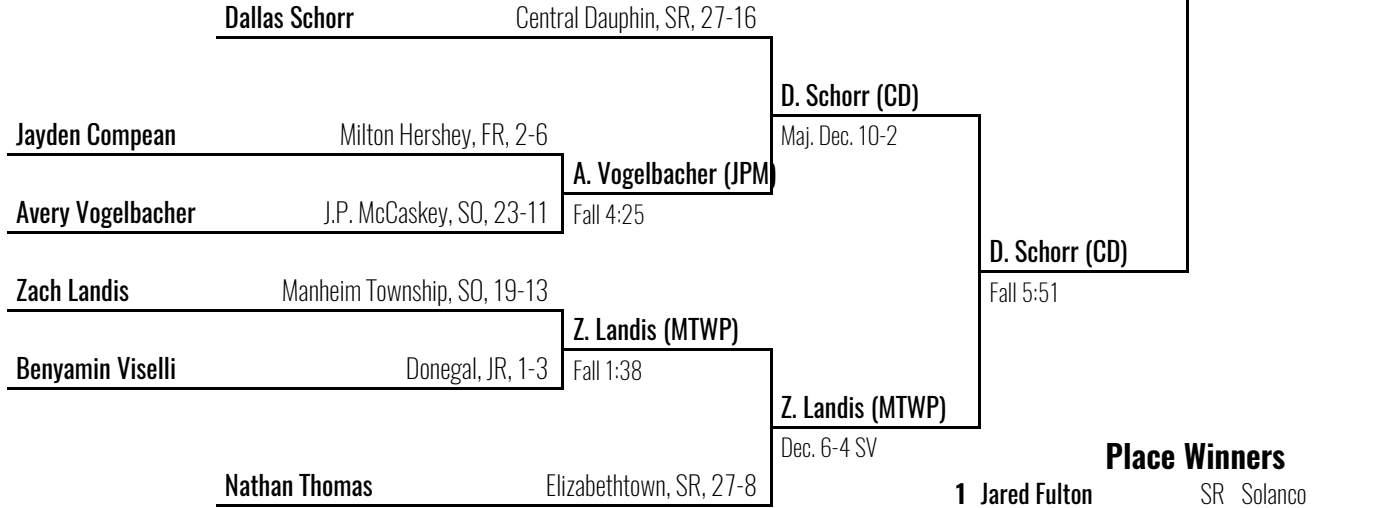 Dallas Schorr Central Dauphin, SR, 27-16
D. Schorr (CD)
Jayden Compean Milton Hershey, FR, 2-6
Maj. Dec. 10-2
A. Vogelbacher (JPM)
Avery Vogelbacher J.P. McCaskey, SO, 23-11
Fall 4:25
D. Schorr (CD)
Zach Landis Manheim Township, SO, 19-13
Fall 5:51
Z. Landis (MTWP)
Benyamin Viselli Donegal, JR, 1-3
Fall 1:38
Z. Landis (MTWP)
Dec. 6-4 SV
Nathan Thomas Elizabethtown, SR, 27-8
Place Winners
1 Jared Fulton SR Solanco